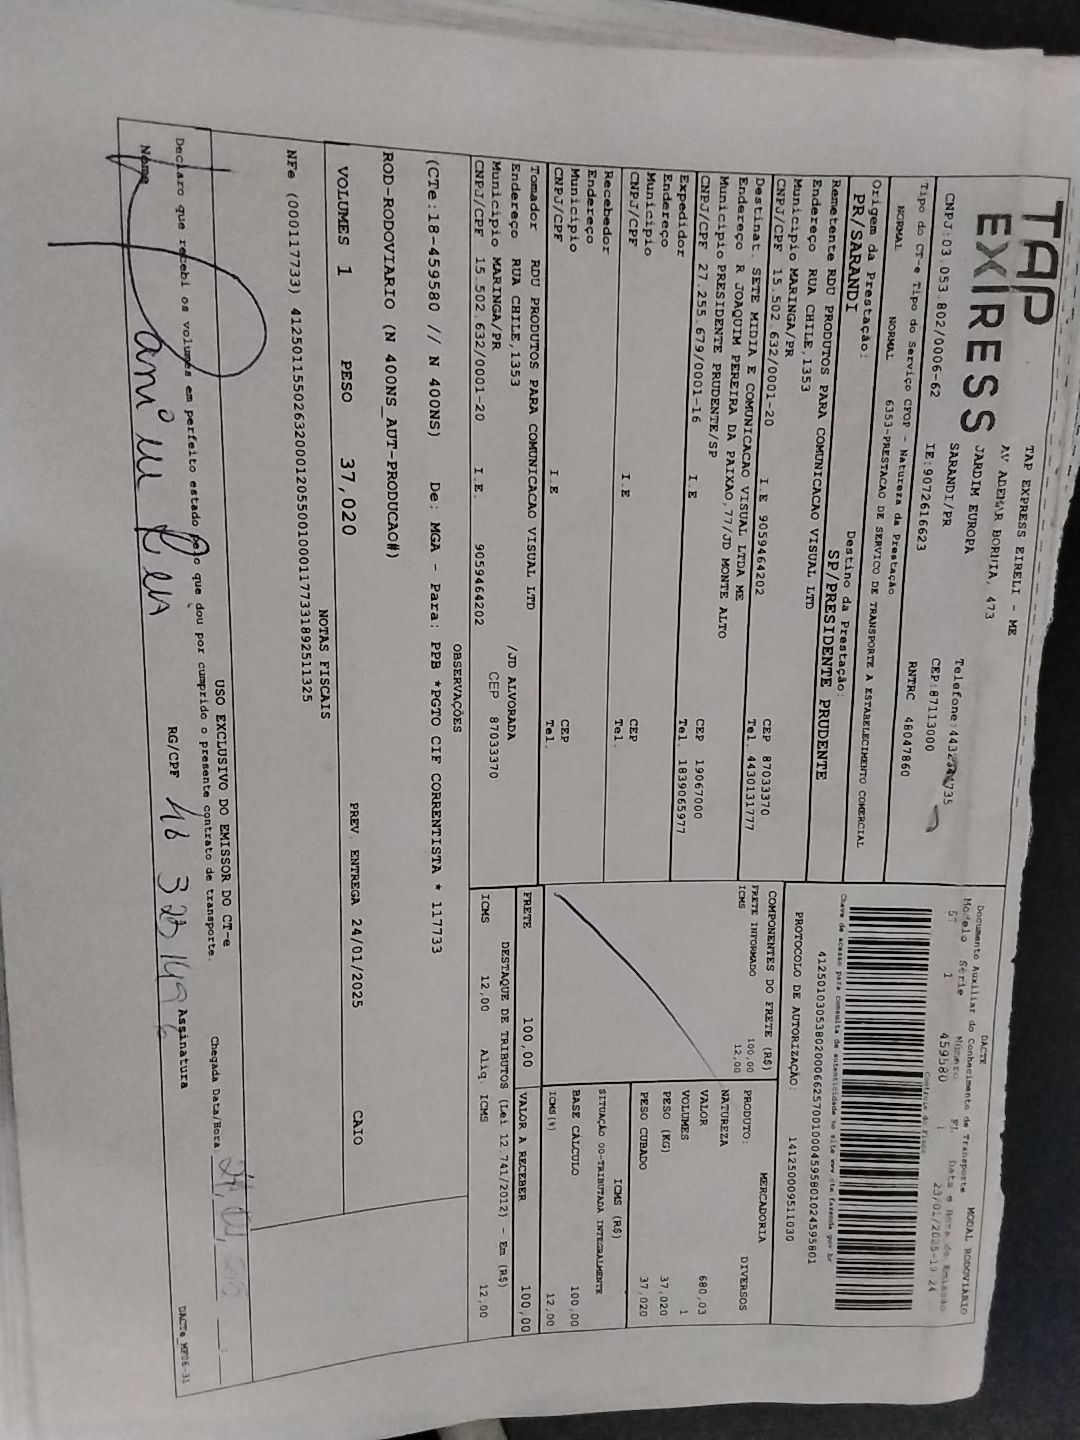 TAP
EXIRESS
TAP EXPRESS EIRELI - ME
AV ADEMAR BORNIA, 473
JARDIM EUROPA
SARANDI/PR
Telefone:
CEP:87113000
CNPJ:03.053.802/0006-62
IE:9072616623
RNTRC 48047860
DACTE
MODAL RODOVIARIO
Documento Auxiliar do Conhecimento de Transporte
Modelo Série Número Fl. Data e Hora de Emissão
57 1 459580 1 23/01/2025-19:24
Controle do Fisco
Chave de acesso para consulta de autenticidade no site www.cte.fazenda.gov.br
41250103053802000662570010004595801024595801
PROTOCOLO DE AUTORIZAÇÃO: 141250009511030
Tipo do CT-e Tipo do Serviço CFOP - Natureza da Prestação
NORMAL NORMAL 6353-PRESTACAO DE SERVICO DE TRANSPORTE A ESTABELECIMENTO COMERCIAL
Origem da Prestação: Destino da Prestação:
PR/SARANDI SP/PRESIDENTE PRUDENTE
Remetente RDU PRODUTOS PARA COMUNICACAO VISUAL LTD
Endereço RUA CHILE,1353
Municipio MARINGA/PR CEP 87033370
CNPJ/CPF 15.502.632/0001-20 I.E 9059464202 Tel. 4430131777
Destinat. SETE MIDIA E COMUNICACAO VISUAL LTDA ME
Endereço R JOAQUIM PEREIRA DA PAIXAO,77/JD MONTE ALTO
Municipio PRESIDENTE PRUDENTE/SP CEP 19067000
CNPJ/CPF 27.255.679/0001-16 I.E Tel. 1839065977
Expedidor
Endereço
Município CEP
CNPJ/CPF I.E Tel.
Recebedor
Endereço
Município CEP
CNPJ/CPF I.E Tel.
Tomador RDU PRODUTOS PARA COMUNICACAO VISUAL LTD
Endereço RUA CHILE,1353 /JD ALVORADA
Municipio MARINGA/PR CEP 87033370
CNPJ/CPF 15.502.632/0001-20 I.E. 9059464202
COMPONENTES DO FRETE (R$)
FRETE INFORMADO 100,00
ICMS 12,00
MERCADORIA
PRODUTO: DIVERSOS
NATUREZA
VALOR 680,03
VOLUMES 1
PESO (KG) 37,020
PESO CUBADO 37,020
ICMS (R$)
SITUAÇÃO 00-TRIBUTADA INTEGRALMENTE
BASE CÁLCULO 100,00
ICMS(%) 12,00
FRETE 100,00 VALOR A RECEBER 100,00
DESTAQUE DE TRIBUTOS (Lei 12.741/2012) - Em (R$)
ICMS 12,00 Aliq. ICMS 12,00
OBSERVAÇÕES
(CTe:18-459580 // N 400NS) De: MGA - Para: PPB *PGTO CIF CORRENTISTA * 117733
ROD-RODOVIARIO (N 400NS_AUT-PRODUCAO#)
VOLUMES 1 PESO 37,020 PREV. ENTREGA 24/01/2025 CAIO
NOTAS FISCAIS
NFe (000117733) 41250115502632000120550010001177331892511325
USO EXCLUSIVO DO EMISSOR DO CT-e
Declaro que recebi os volumes em perfeito estado pelo que dou por cumprido o presente contrato de transporte.
Chegada Data/Hora
Nome RG/CPF Assinatura
DACTe_MF06-31